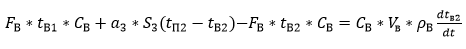 F_В * t_В1 * C_В + a_3 * S_3(t_П2 − t_В2)−F_В * t_В2 * C_В = C_В * V_В * ρ_В dt_В2/dt